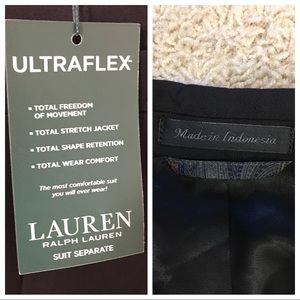 ULTRAFLEX
• TOTAL FREEDOM
OF MOVEMENT
• TOTAL STRETCH JACKET
• TOTAL SHAPE RETENTION
• TOTAL WEAR COMFORT
The most comfortable suit
you will ever wear!
LAUREN
RALPH LAUREN
SUIT SEPARATE
Made in Indonesia